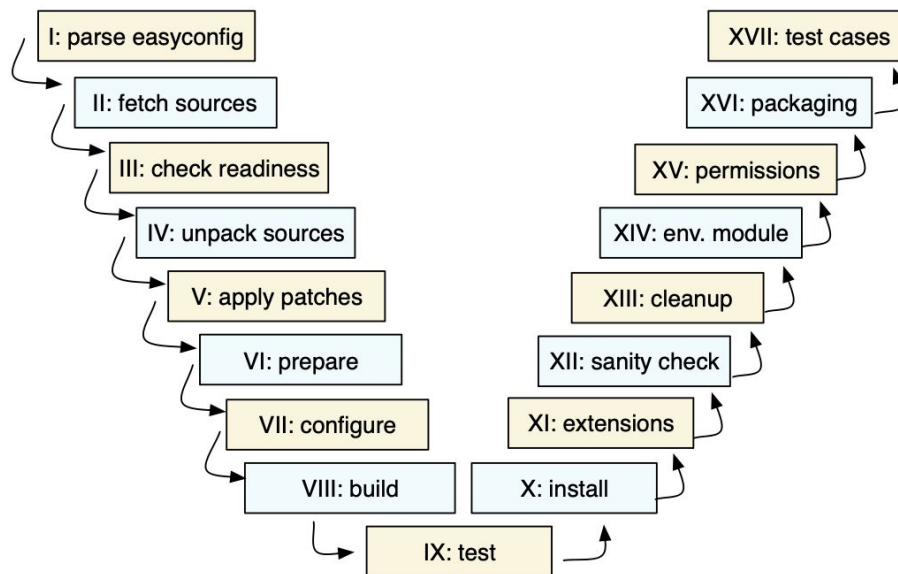 I: parse easyconfig
II: fetch sources
III: check readiness
IV: unpack sources
V: apply patches
VI: prepare
VII: configure
VIII: build
IX: test
X: install
XI: extensions
XII: sanity check
XIII: cleanup
XIV: env. module
XV: permissions
XVI: packaging
XVII: test cases